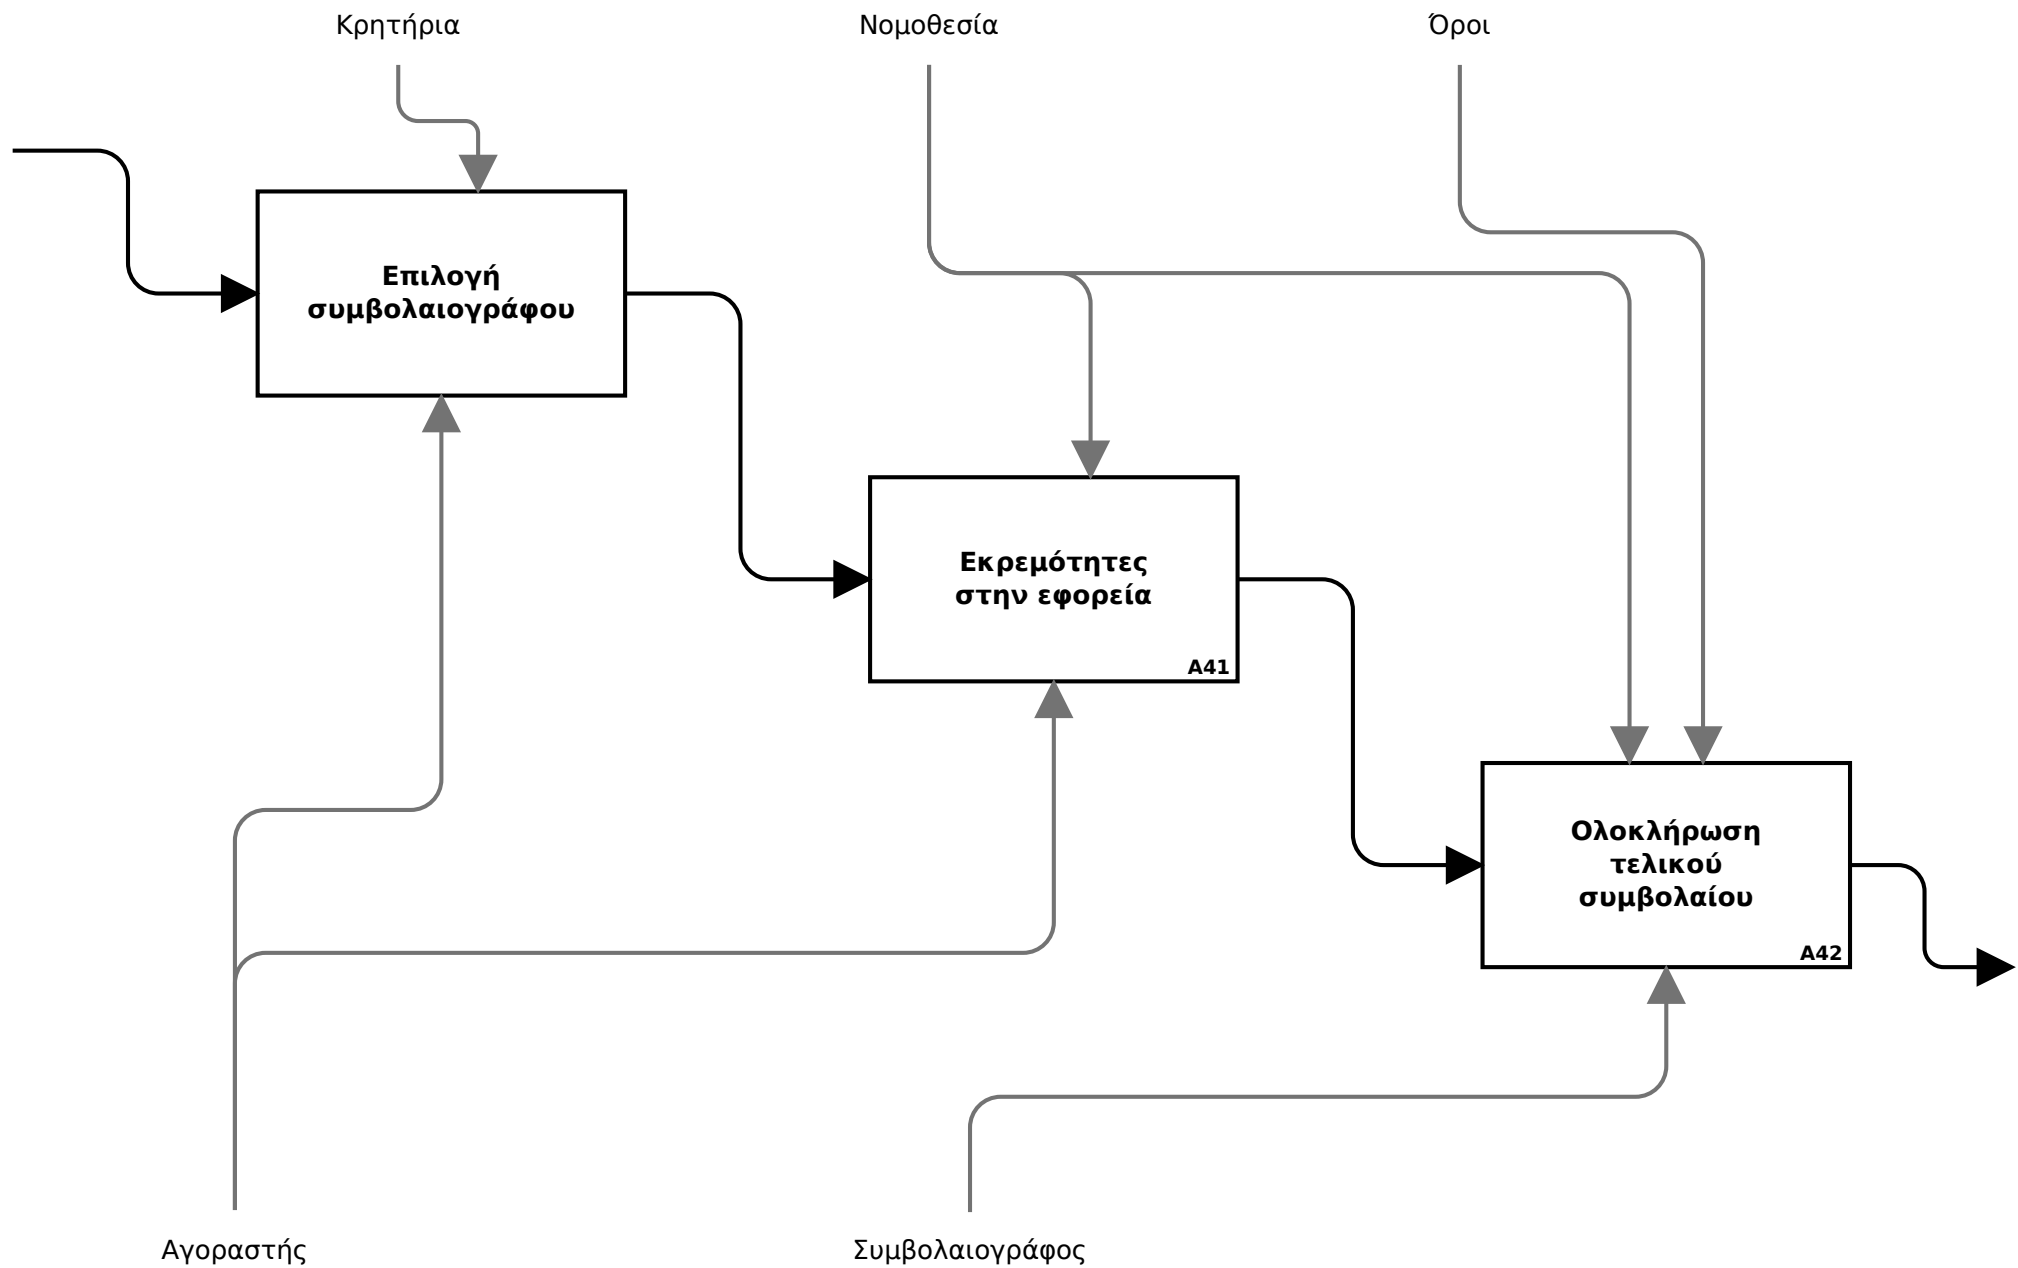 Κρητήρια
Νομοθεσία
Όροι
Επιλογή
συμβολαιογράφου
Εκρεμότητες
στην εφορεία
A41
Ολοκλήρωση
τελικού
συμβολαίου
A42
Αγοραστής
Συμβολαιογράφος